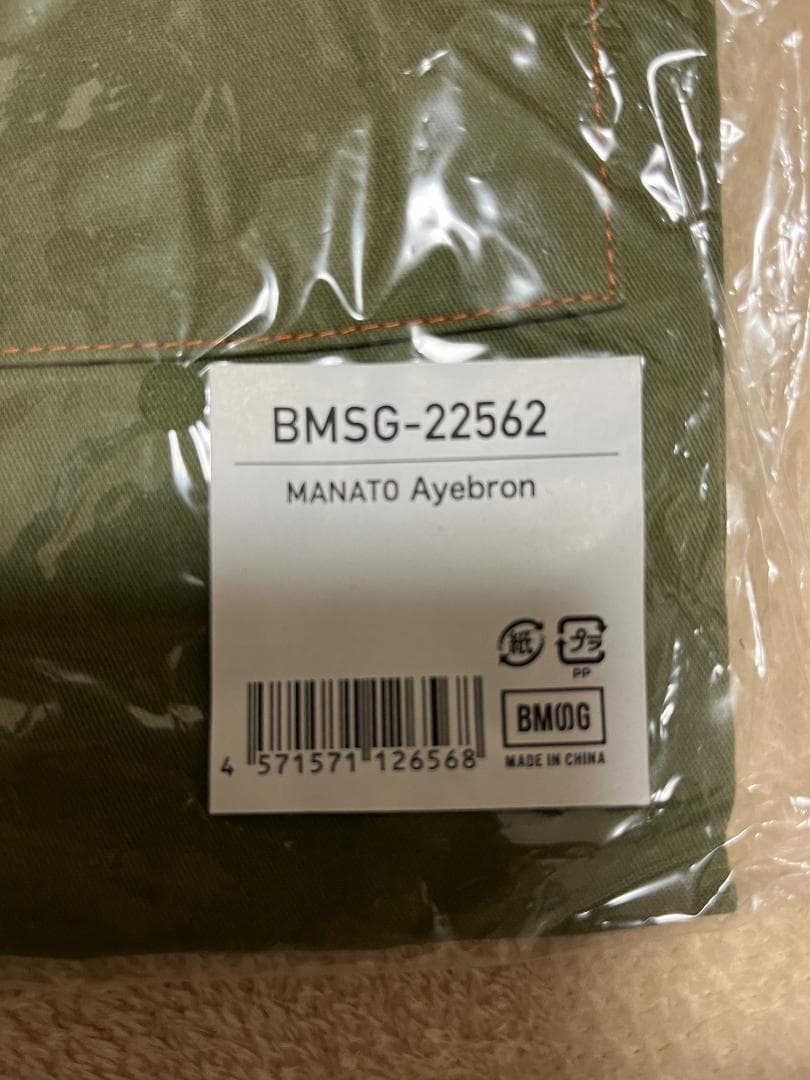 BMSG-22562
MANATO Ayebron
紙
プラ
PP
BMSG
MADE IN CHINA
4 571571 126568